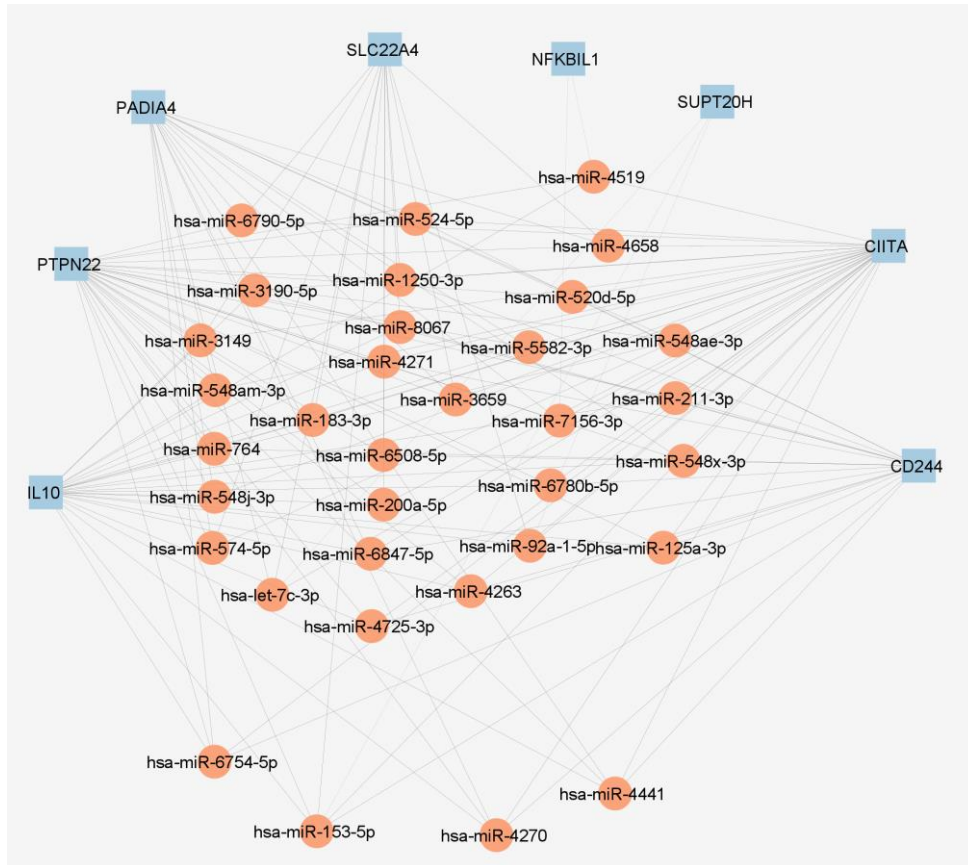 SLC22A4
NFKBIL1
SUPT20H
PADIA4
hsa-miR-4519
hsa-miR-6790-5p
hsa-miR-524-5p
hsa-miR-4658
CIITA
PTPN22
hsa-miR-1250-3p
hsa-miR-3190-5p
hsa-miR-520d-5p
hsa-miR-8067
hsa-miR-3149
hsa-miR-5582-3p
hsa-miR-548ae-3p
hsa-miR-4271
hsa-miR-548am-3p
hsa-miR-3659
hsa-miR-211-3p
hsa-miR-183-3p
hsa-miR-7156-3p
hsa-miR-764
hsa-miR-6508-5p
hsa-miR-548x-3p
CD244
IL10
hsa-miR-6780b-5p
hsa-miR-548j-3p
hsa-miR-200a-5p
hsa-miR-574-5p
hsa-miR-6847-5p
hsa-miR-92a-1-5p
hsa-miR-125a-3p
hsa-let-7c-3p
hsa-miR-4263
hsa-miR-4725-3p
hsa-miR-6754-5p
hsa-miR-4441
hsa-miR-153-5p
hsa-miR-4270